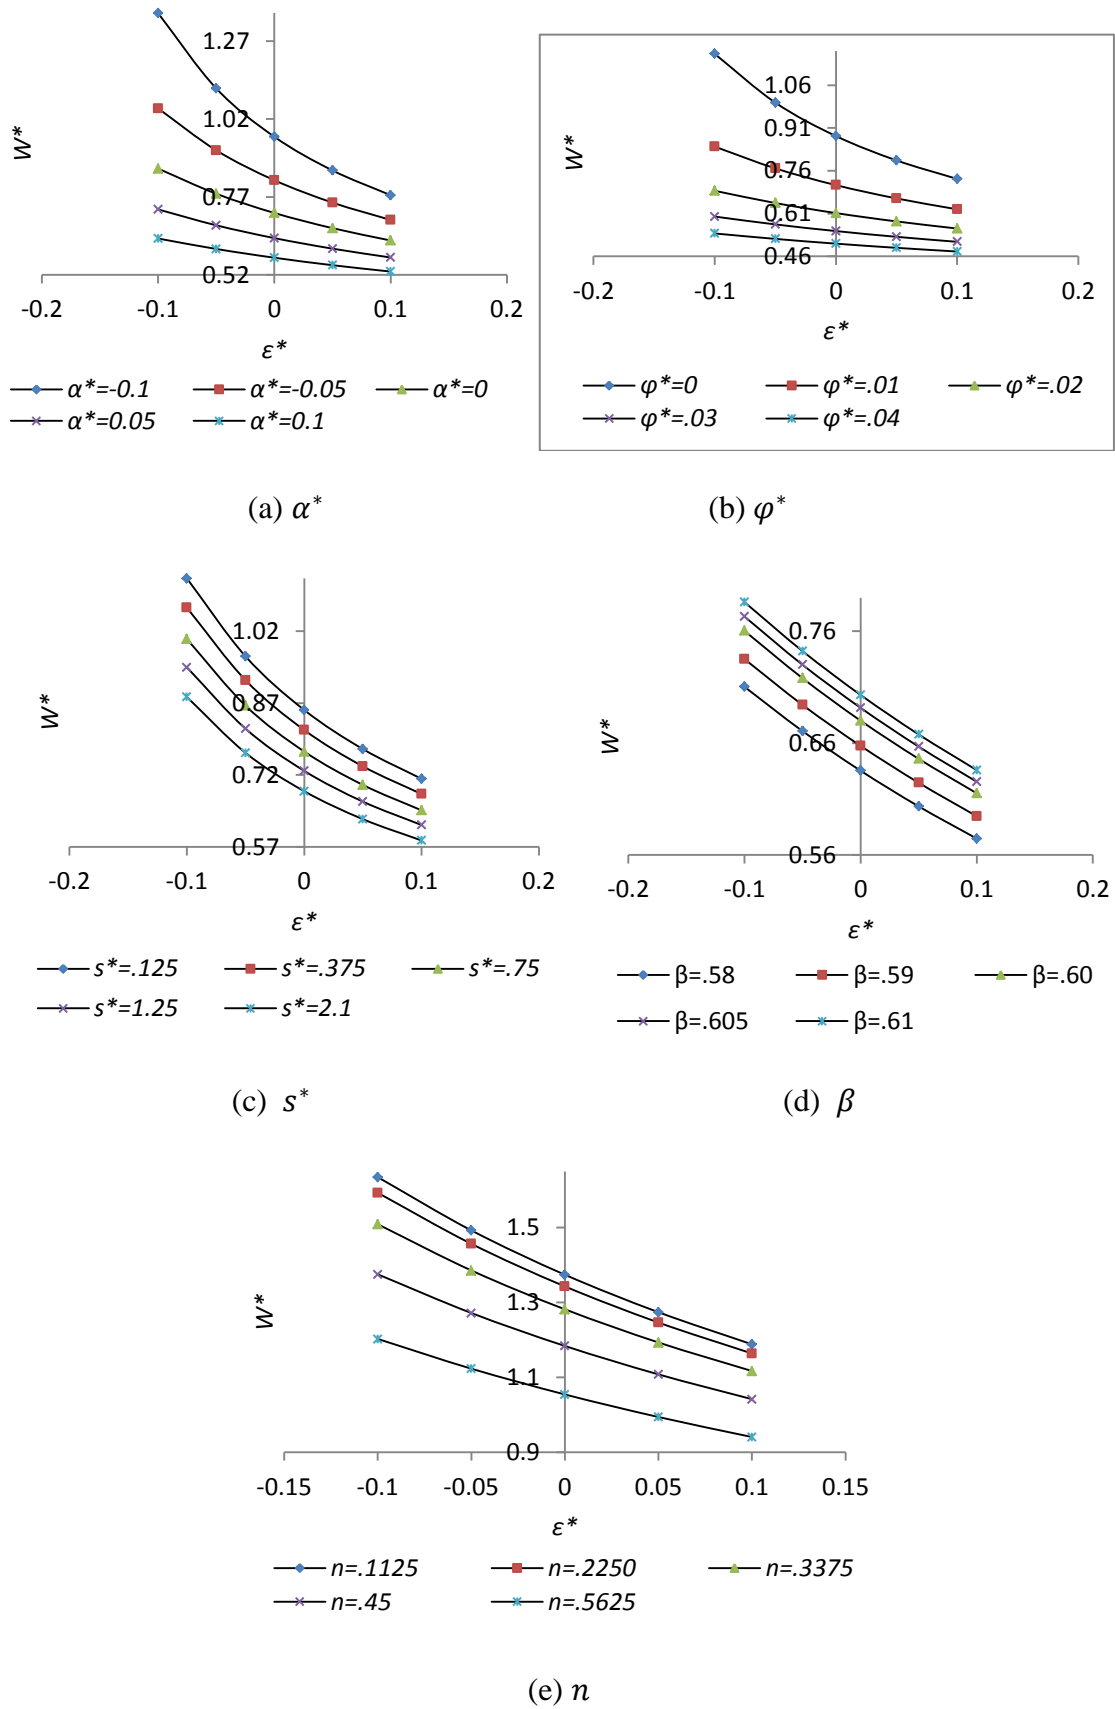 1.27
1.02
0.77
0.52
W*
-0.2 -0.1 0 0.1 0.2
ε*
α*=-0.1 α*=-0.05 α*=0
α*=0.05 α*=0.1
(a) α*
1.06
0.91
0.76
0.61
0.46
W*
-0.2 -0.1 0 0.1 0.2
ε*
φ*=0 φ*=.01 φ*=.02
φ*=.03 φ*=.04
(b) φ*
1.02
0.87
0.72
0.57
W*
-0.2 -0.1 0 0.1 0.2
ε*
s*=.125 s*=.375 s*=.75
s*=1.25 s*=2.1
(c) s*
0.76
0.66
0.56
W*
-0.2 -0.1 0 0.1 0.2
ε*
β=.58 β=.59 β=.60
β=.605 β=.61
(d) β
1.5
1.3
1.1
0.9
W*
-0.15 -0.1 -0.05 0 0.05 0.1 0.15
ε*
n=.1125 n=.2250 n=.3375
n=.45 n=.5625
(e) n